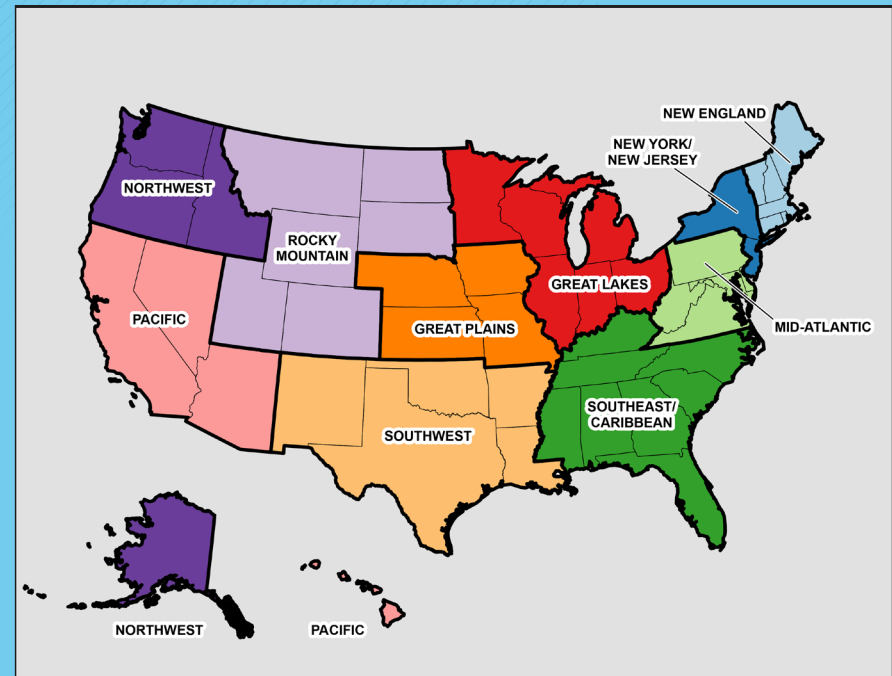 NEW ENGLAND
NEW YORK/
NEW JERSEY
NORTHWEST
ROCKY
MOUNTAIN
GREAT LAKES
PACIFIC
GREAT PLAINS
MID-ATLANTIC
SOUTHEAST/
CARIBBEAN
SOUTHWEST
NORTHWEST
PACIFIC